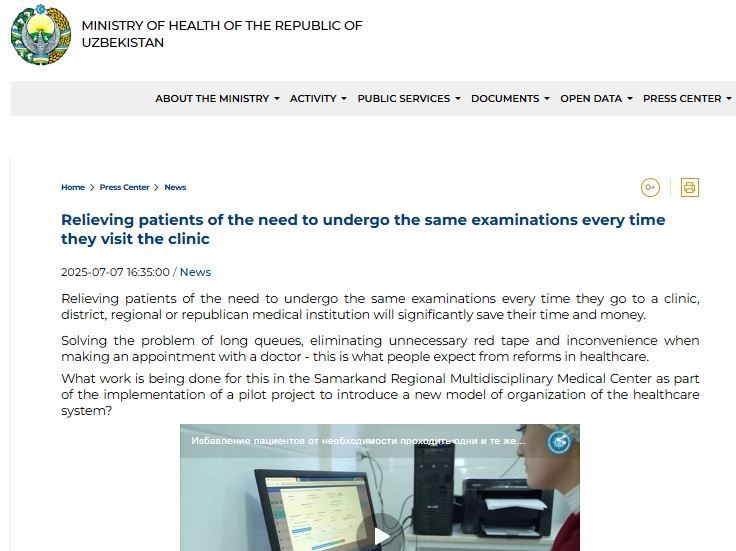 MINISTRY OF HEALTH OF THE REPUBLIC OF
UZBEKISTAN
ABOUT THE MINISTRY ACTIVITY PUBLIC SERVICES DOCUMENTS OPEN DATA PRESS CENTER
Home > Press Center > News
0+
Relieving patients of the need to undergo the same examinations every time
they visit the clinic
2025-07-07 16:35:00 / News
Relieving patients of the need to undergo the same examinations every time they go to a clinic,
district, regional or republican medical institution will significantly save their time and money.
Solving the problem of long queues, eliminating unnecessary red tape and inconvenience when
making an appointment with a doctor - this is what people expect from reforms in healthcare.
What work is being done for this in the Samarkand Regional Multidisciplinary Medical Center as part
of the implementation of a pilot project to introduce a new model of organization of the healthcare
system?
Избавление пациентов от необходимости проходить одни и те же...